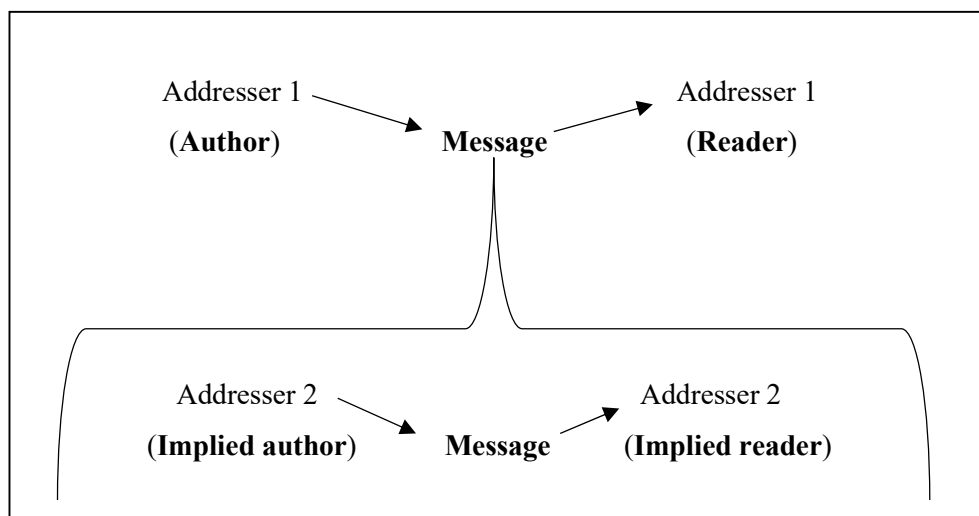 Addresser 1 Addresser 1
(Author) Message (Reader)
Addresser 2 Addresser 2
(Implied author) Message (Implied reader)